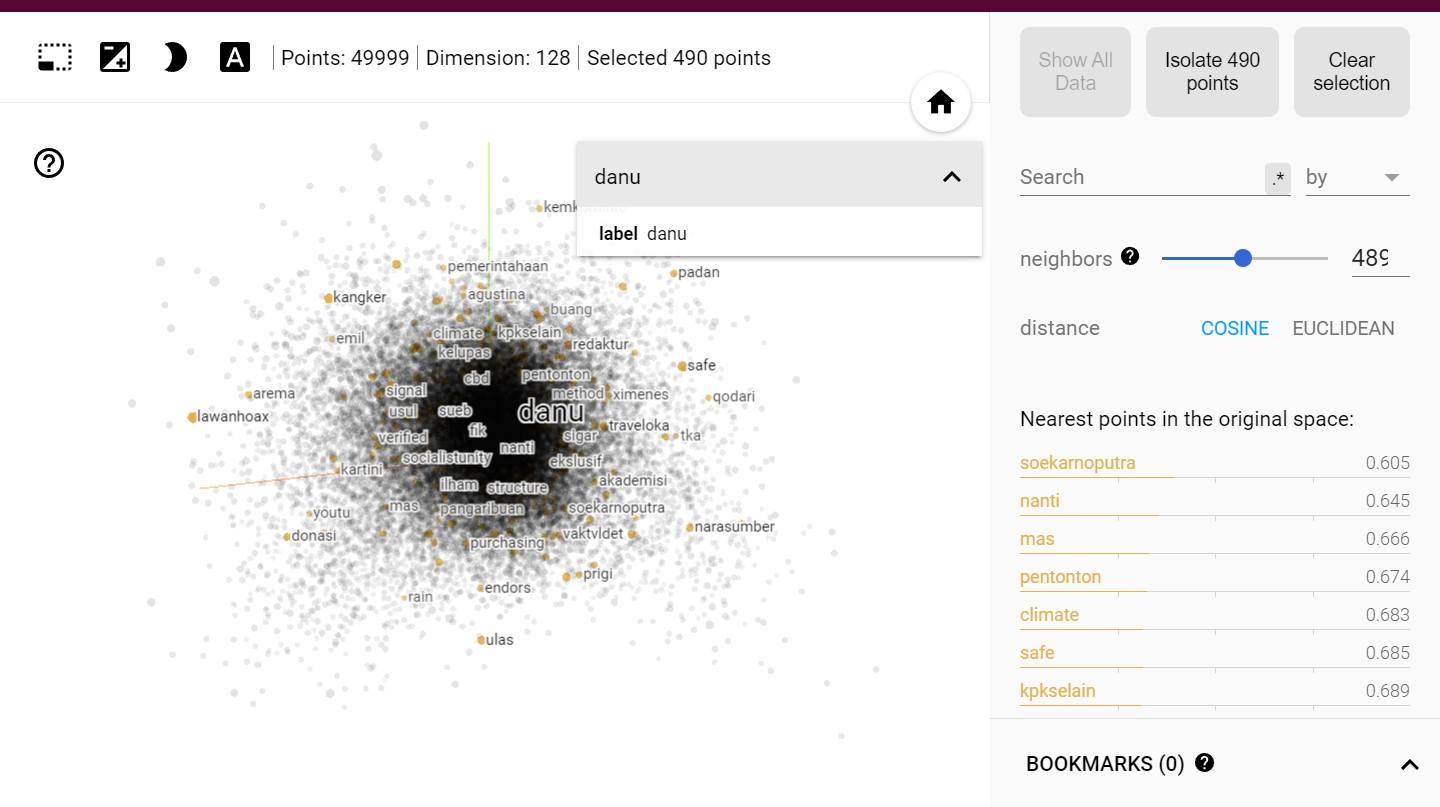 A
Points: 49999
Dimension: 128
Selected 490 points
Show All
Data
Isolate 490
points
Clear
selection
danu
label danu
pemerintahaan
padan
agustina
kangker
buang
climate
kpkselain
emil
redaktur
kelupas
safe
cbd
pentonton
signal
arema
method
ximenes
qodari
usul
sueb
danu
lawanhoax
traveloka
fik
sigar
tka
verified
nanti
socialistunity
ekslusif
kartini
ilham
structure
akademisi
mas
pangaribuan
soekarnoputra
youtu
narasumber
donasi
vaktvldet
purchasing
prigi
endors
rain
ulas
Search
.*
by
neighbors
489
distance
COSINE
EUCLIDEAN
Nearest points in the original space:
soekarnoputra 0.605
nanti 0.645
mas 0.666
pentonton 0.674
climate 0.683
safe 0.685
kpkselain 0.689
BOOKMARKS (0)